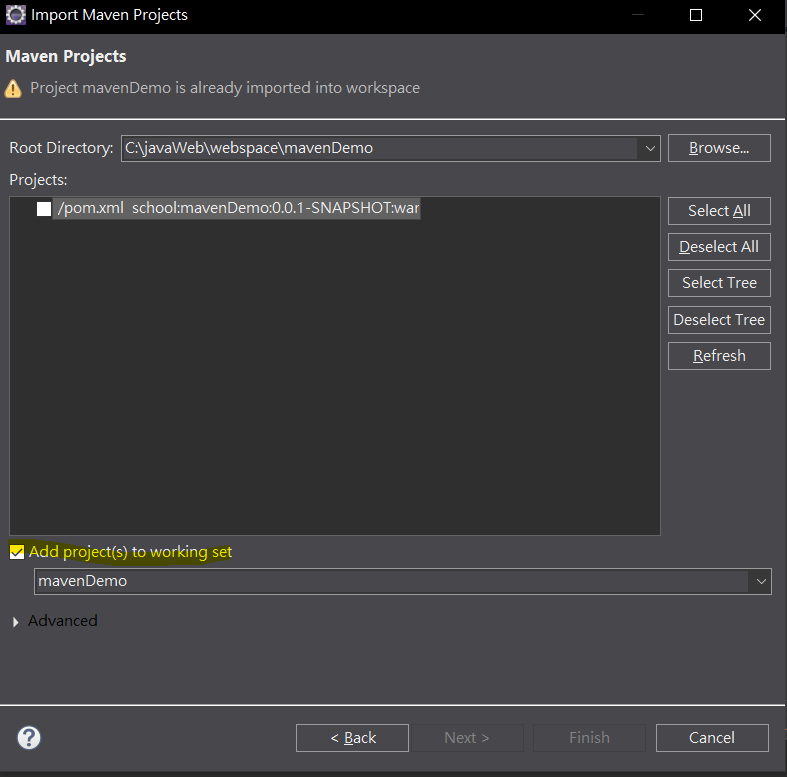 Import Maven Projects
Maven Projects
Project mavenDemo is already imported into workspace
Root Directory: C:\javaWeb\webspace\mavenDemo Browse...
Projects:
/pom.xml school:mavenDemo:0.0.1-SNAPSHOT:war
Select All
Deselect All
Select Tree
Deselect Tree
Refresh
Add project(s) to working set
mavenDemo
Advanced
< Back Next > Finish Cancel